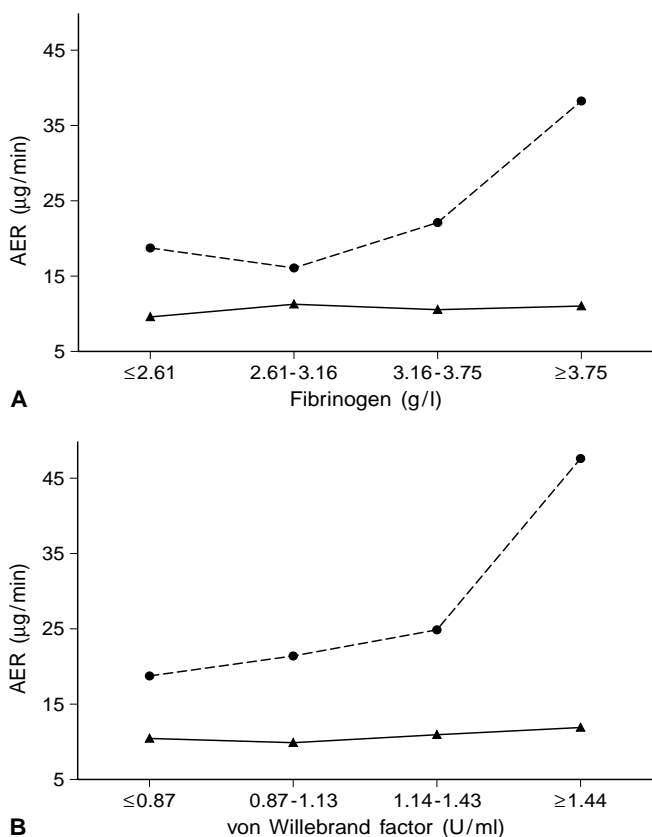 45
35
25
15
5
AER (μg/min)
≤2.61 2.61-3.16 3.16-3.75 ≥3.75
Fibrinogen (g/l)
A
45
35
25
15
5
AER (μg/min)
≤0.87 0.87-1.13 1.14-1.43 ≥1.44
von Willebrand factor (U/ml)
B